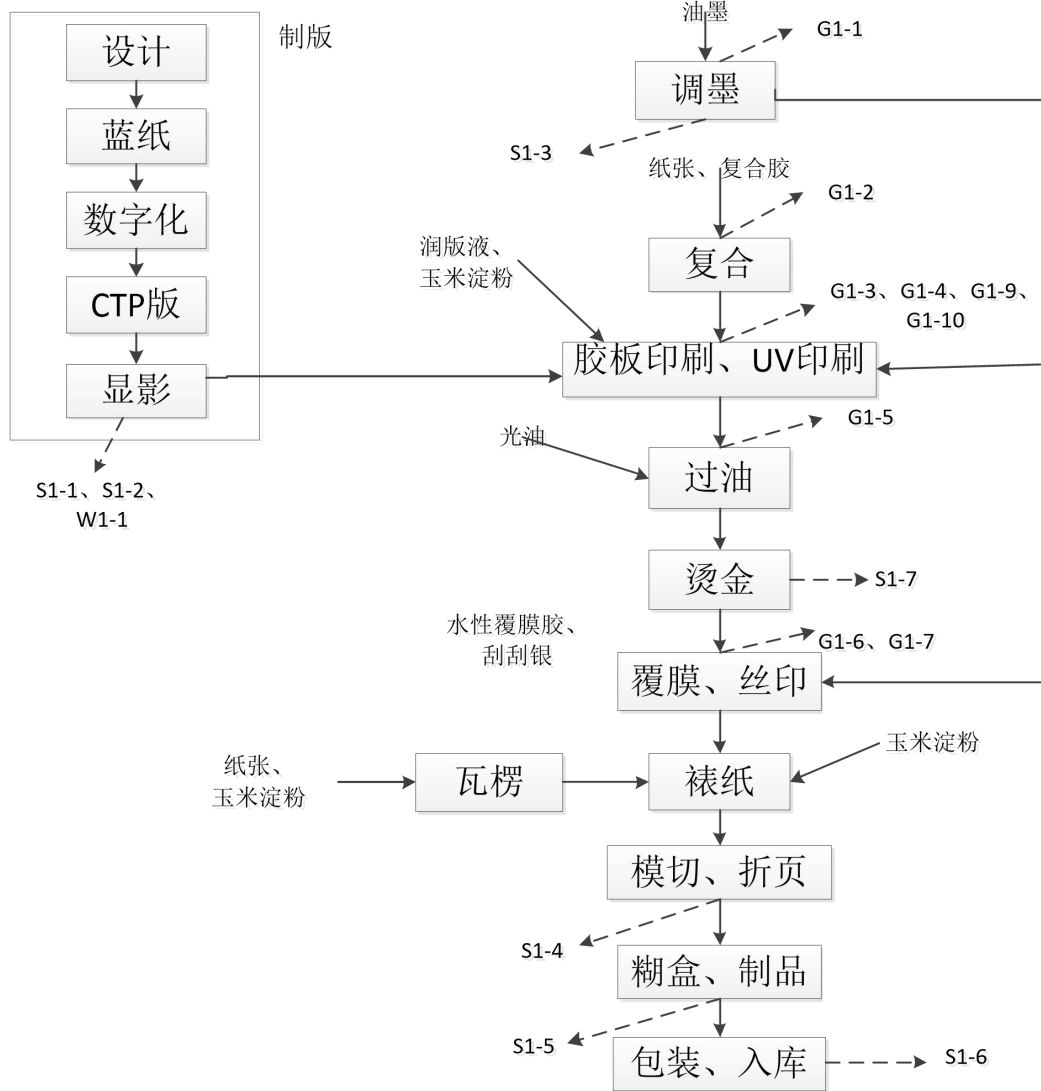 制版
设计
蓝纸
数字化
CTP版
显影
S1-1、S1-2、
W1-1
油墨
G1-1
调墨
S1-3
纸张、复合胶
G1-2
复合
润版液、
玉米淀粉
G1-3、G1-4、G1-9、
G1-10
胶板印刷、UV印刷
G1-5
光油
过油
烫金
S1-7
水性覆膜胶、
刮刮银
G1-6、G1-7
覆膜、丝印
玉米淀粉
纸张、
玉米淀粉
瓦楞
裱纸
模切、折页
S1-4
糊盒、制品
S1-5
包装、入库
S1-6